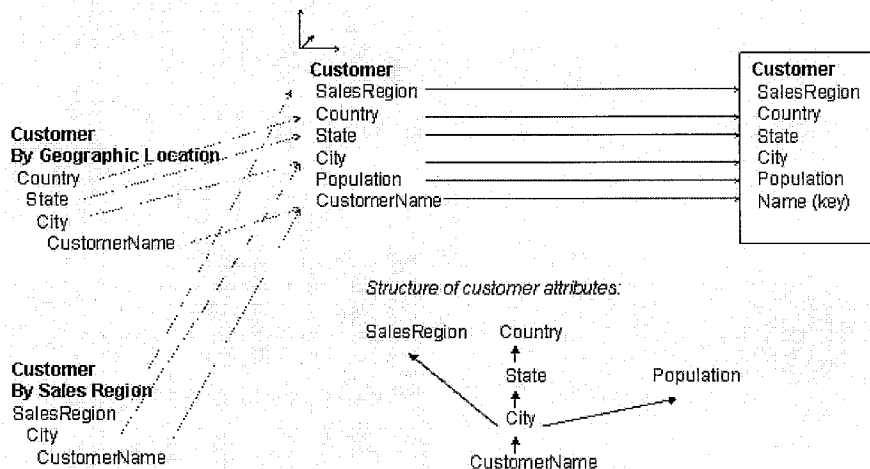 Customer
By Geographic Location
Country
State
City
CustomerName
Customer
By Sales Region
SalesRegion
City
CustomerName
Customer
SalesRegion
Country
State
City
Population
CustomerName
Customer
SalesRegion
Country
State
City
Population
Name (key)
Structure of customer attributes:
SalesRegion
Country
State
Population
City
CustomerName